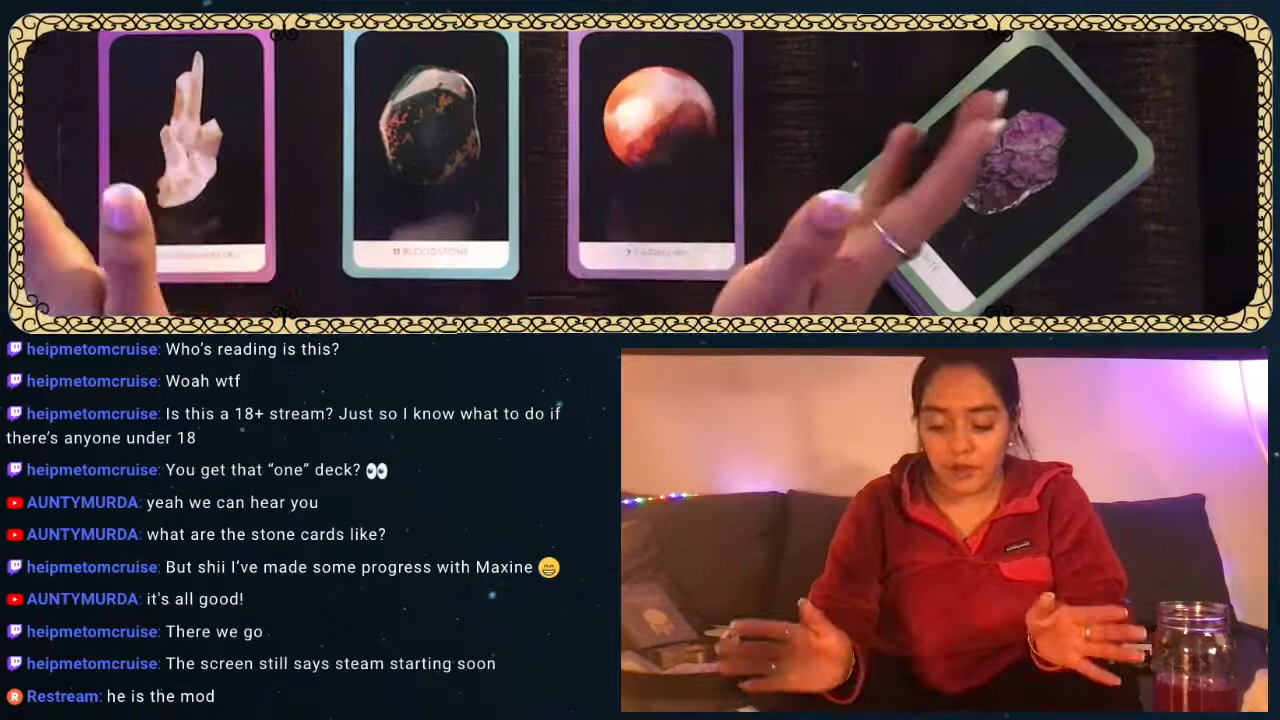 11 BLOODSTONE
heipmetomcruise: Who’s reading is this?
heipmetomcruise: Woah wtf
heipmetomcruise: Is this a 18+ stream? Just so I know what to do if
there’s anyone under 18
heipmetomcruise: You get that “one” deck? 👀
AUNTYMURDA: yeah we can hear you
AUNTYMURDA: what are the stone cards like?
heipmetomcruise: But shii I’ve made some progress with Maxine 😄
AUNTYMURDA: it's all good!
heipmetomcruise: There we go
heipmetomcruise: The screen still says steam starting soon
R Restream: he is the mod